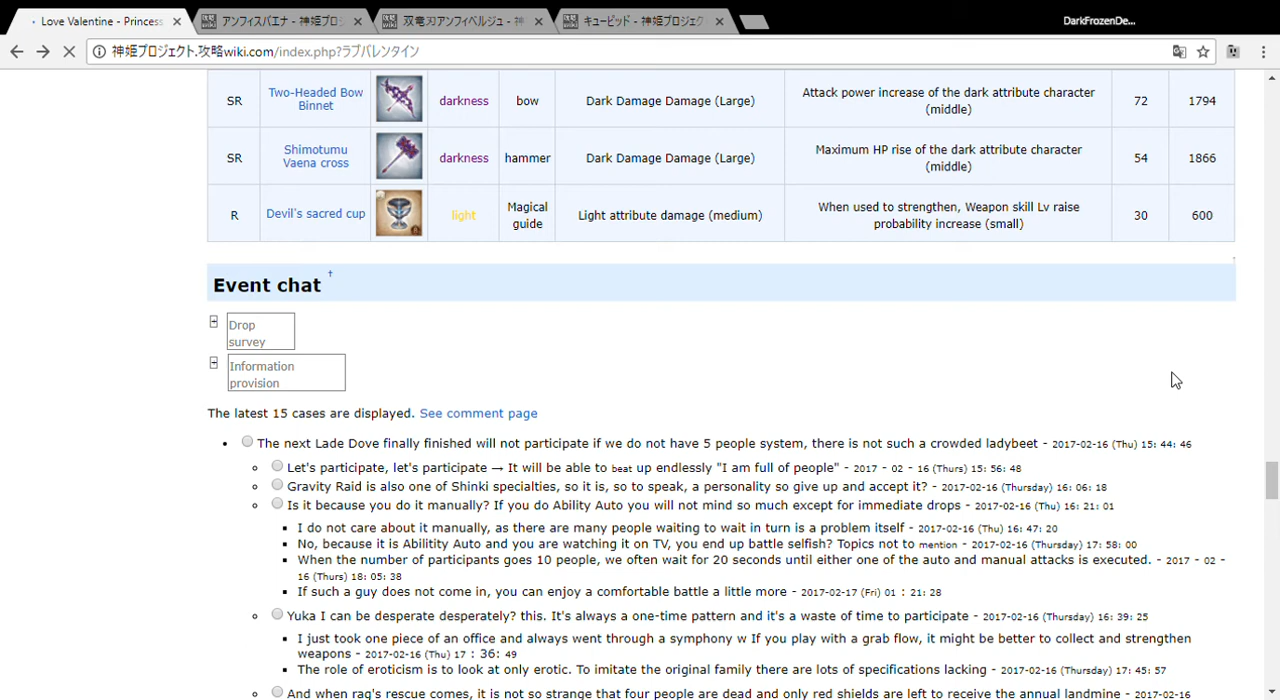 Love Valentine - Princess
アンフィスバエナ - 神姫プロジ
双竜刃アンフィベルジュ - 神
キューピッド - 神姫プロジェク
DarkFrozenDe...
神姫プロジェクト.攻略wiki.com/index.php?ラブバレンタイン
SR Two-Headed Bow Binnet darkness bow Dark Damage Damage (Large) Attack power increase of the dark attribute character (middle) 72 1794
SR Shimotumu Vaena cross darkness hammer Dark Damage Damage (Large) Maximum HP rise of the dark attribute character (middle) 54 1866
R Devil's sacred cup light Magical guide Light attribute damage (medium) When used to strengthen, Weapon skill Lv raise probability increase (small) 30 600
Event chat †
Drop
survey
Information
provision
The latest 15 cases are displayed. See comment page
The next Lade Dove finally finished will not participate if we do not have 5 people system, there is not such a crowded ladybeet - 2017-02-16 (Thu) 15: 44: 46
Let's participate, let's participate → It will be able to beat up endlessly "I am full of people" - 2017 - 02 - 16 (Thurs) 15: 56: 48
Gravity Raid is also one of Shinki specialties, so it is, so to speak, a personality so give up and accept it? - 2017-02-16 (Thursday) 16: 06: 18
Is it because you do it manually? If you do Ability Auto you will not mind so much except for immediate drops - 2017-02-16 (Thu) 16: 21: 01
I do not care about it manually, as there are many people waiting to wait in turn is a problem itself - 2017-02-16 (Thu) 16: 47: 20
No, because it is Abilitity Auto and you are watching it on TV, you end up battle selfish? Topics not to mention - 2017-02-16 (Thursday) 17: 58: 00
When the number of participants goes 10 people, we often wait for 20 seconds until either one of the auto and manual attacks is executed. - 2017 - 02 -
16 (Thurs) 18: 05: 38
If such a guy does not come in, you can enjoy a comfortable battle a little more - 2017-02-17 (Fri) 01 : 21: 28
Yuka I can be desperate desperately? this. It's always a one-time pattern and it's a waste of time to participate - 2017-02-16 (Thursday) 16: 39: 25
I just took one piece of an office and always went through a symphony w If you play with a grab flow, it might be better to collect and strengthen
weapons - 2017-02-16 (Thu) 17 : 36: 49
The role of eroticism is to look at only erotic. To imitate the original family there are lots of specifications lacking - 2017-02-16 (Thursday) 17: 45: 57
And when rag's rescue comes, it is not so strange that four people are dead and only red shields are left to receive the annual landmine - 2017-02-16